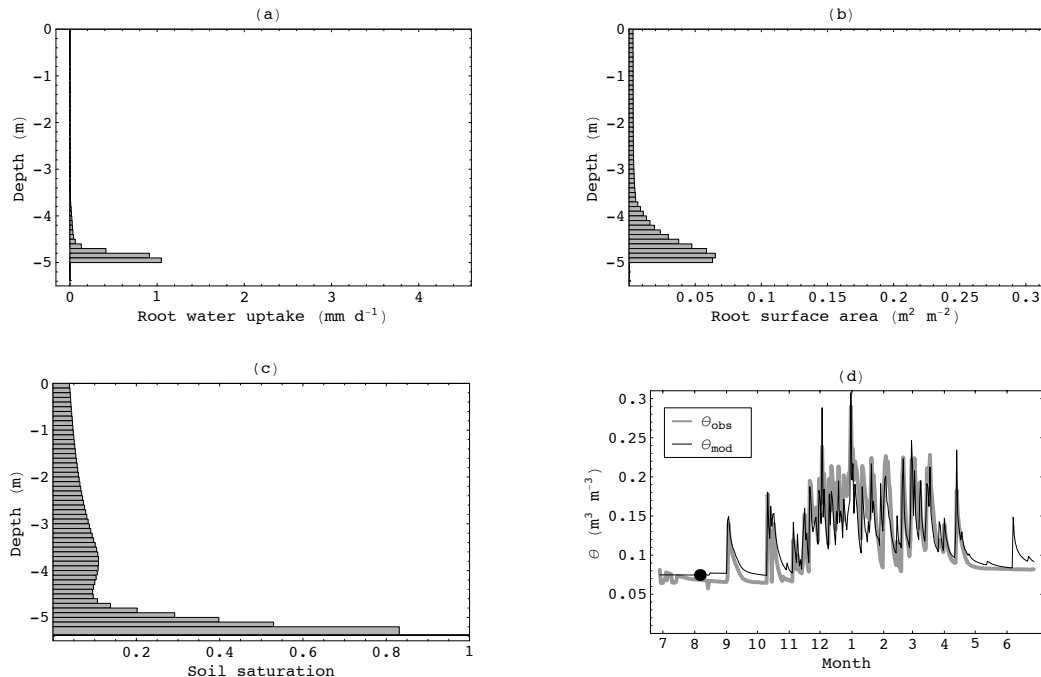 (a)
0
−1
−2
−3
−4
−5
Depth (m)
0 1 2 3 4
Root water uptake (mm d⁻¹)
(b)
0
−1
−2
−3
−4
−5
Depth (m)
0.05 0.1 0.15 0.2 0.25 0.3
Root surface area (m² m⁻²)
(c)
0
−1
−2
−3
−4
−5
Depth (m)
0.2 0.4 0.6 0.8 1
Soil saturation
(d)
0.3
0.25
0.2
0.15
0.1
0.05
θ (m³ m⁻³)
θobs
θmod
7 8 9 10 11 12 1 2 3 4 5 6
Month